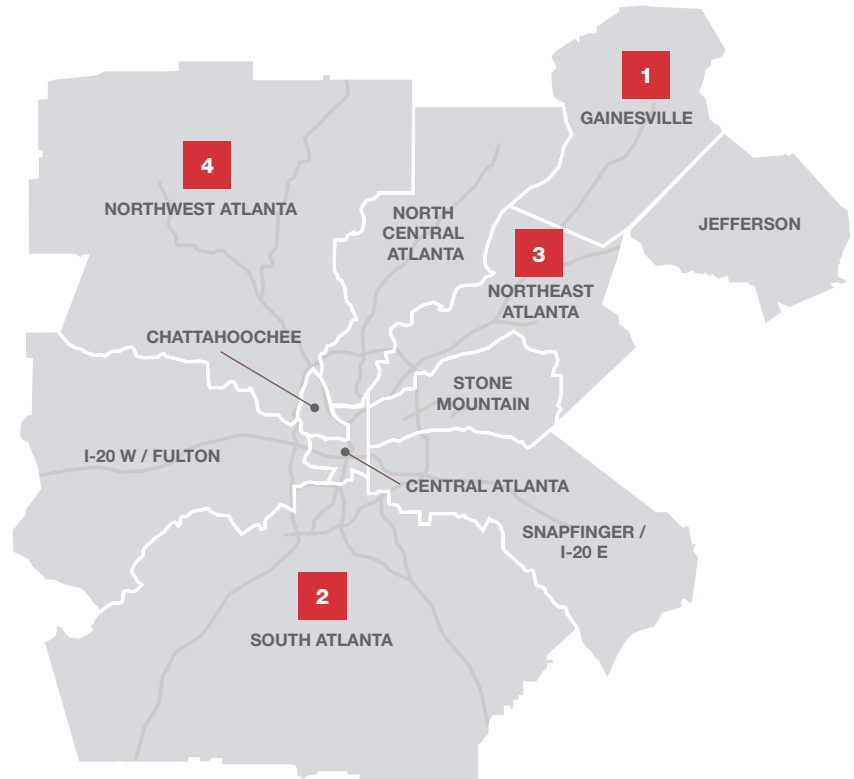 1
GAINESVILLE
4
NORTHWEST ATLANTA
NORTH
CENTRAL
ATLANTA
JEFFERSON
3
NORTHEAST
ATLANTA
CHATTAHOOCHEE
STONE
MOUNTAIN
I-20 W / FULTON
CENTRAL ATLANTA
SNAPFINGER /
I-20 E
2
SOUTH ATLANTA